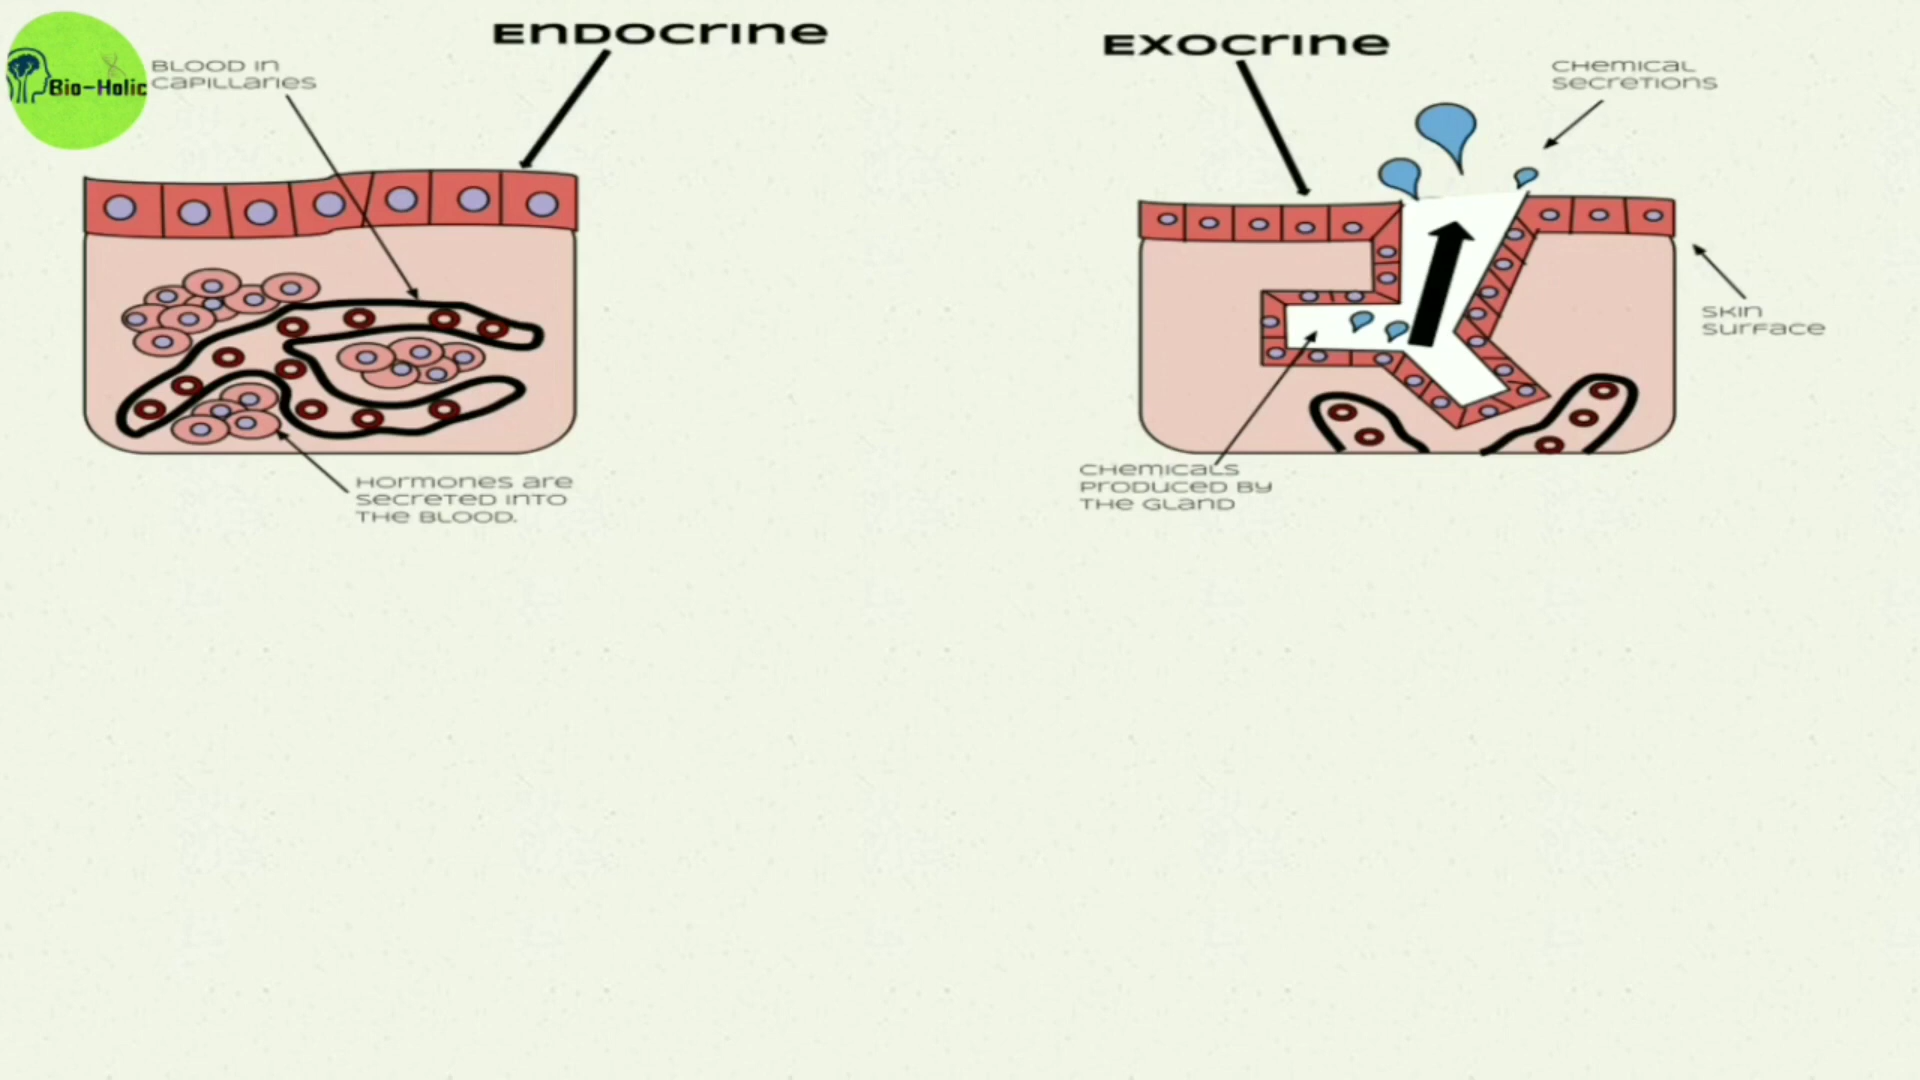 Bio-Holic
BLOOD IN
CAPILLARIES
ENDOCRINE
HORMONES ARE
SECRETED INTO
THE BLOOD.
EXOCRINE
CHEMICAL
SECRETIONS
SKIN
SURFACE
CHEMICALS
PRODUCED BY
THE GLAND